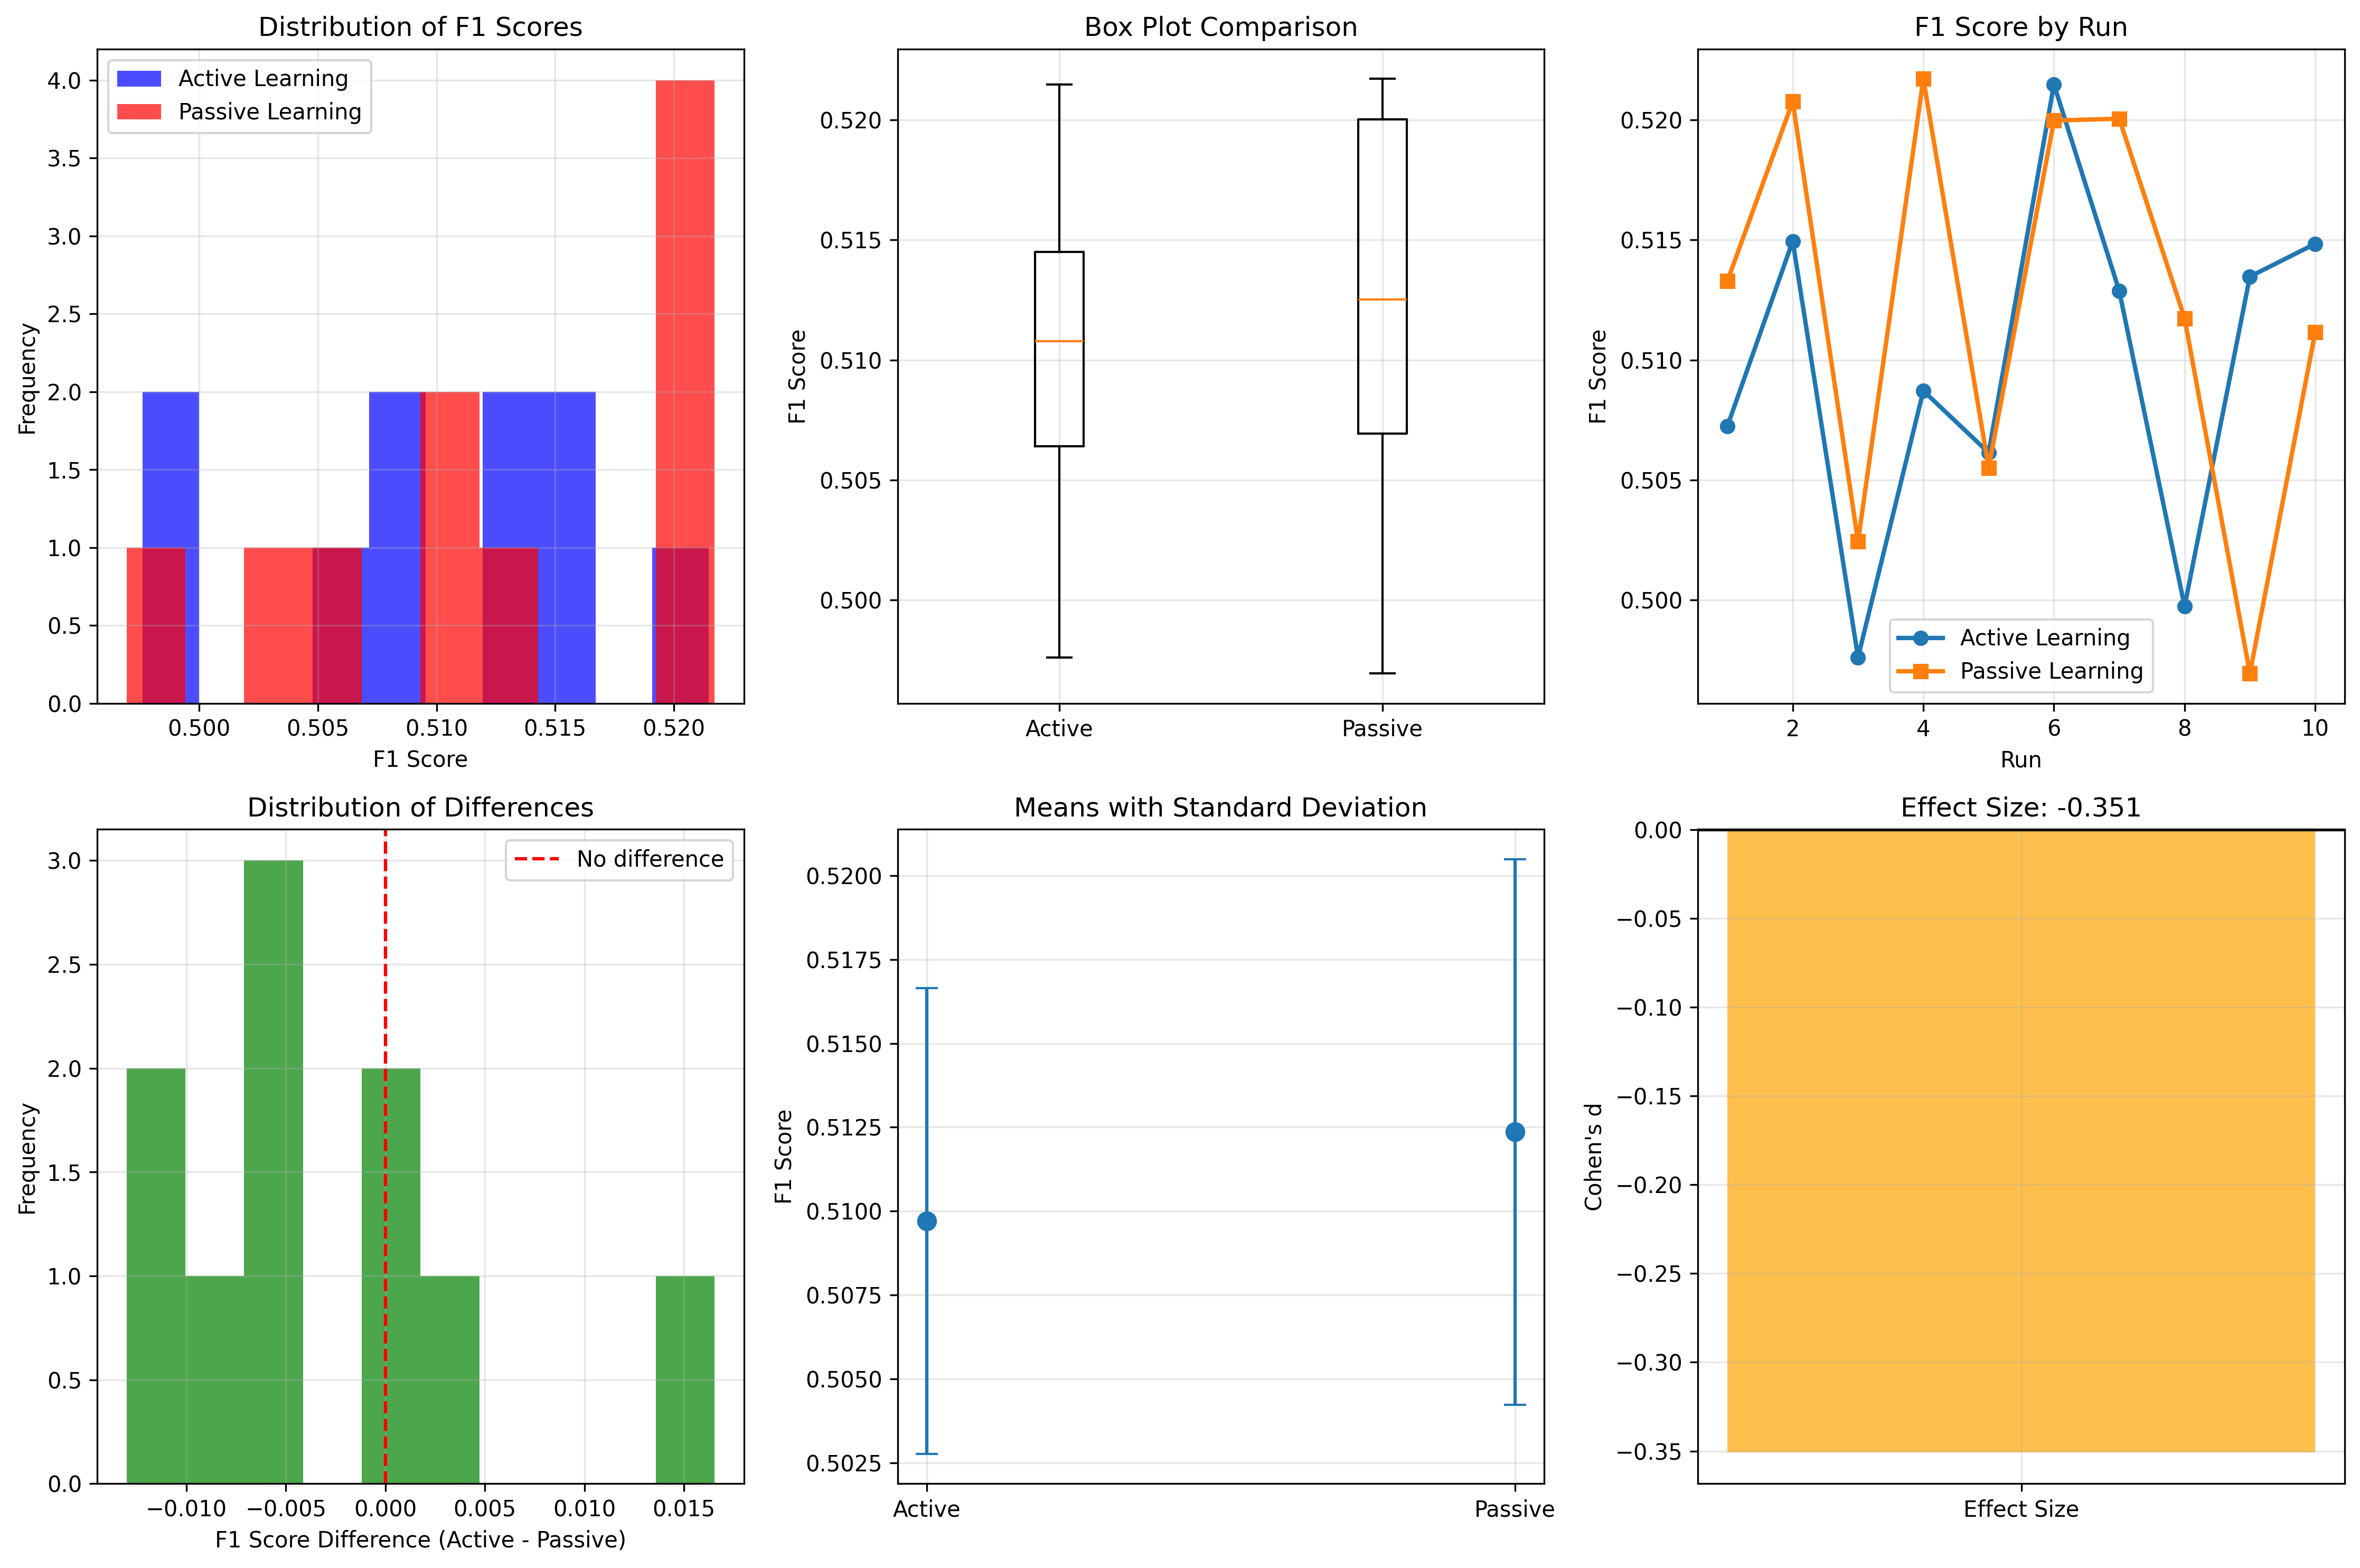 Distribution of F1 Scores
Active Learning
Passive Learning
4.0
3.5
3.0
2.5
2.0
1.5
1.0
0.5
0.0
Frequency
0.500 0.505 0.510 0.515 0.520
F1 Score
Box Plot Comparison
0.520
0.515
0.510
0.505
0.500
F1 Score
Active Passive
F1 Score by Run
0.520
0.515
0.510
0.505
0.500
F1 Score
Active Learning
Passive Learning
2 4 6 8 10
Run
Distribution of Differences
No difference
3.0
2.5
2.0
1.5
1.0
0.5
0.0
Frequency
−0.010 −0.005 0.000 0.005 0.010 0.015
F1 Score Difference (Active - Passive)
Means with Standard Deviation
0.5200
0.5175
0.5150
0.5125
0.5100
0.5075
0.5050
0.5025
F1 Score
Active Passive
Effect Size: -0.351
0.00
−0.05
−0.10
−0.15
−0.20
−0.25
−0.30
−0.35
Cohen's d
Effect Size